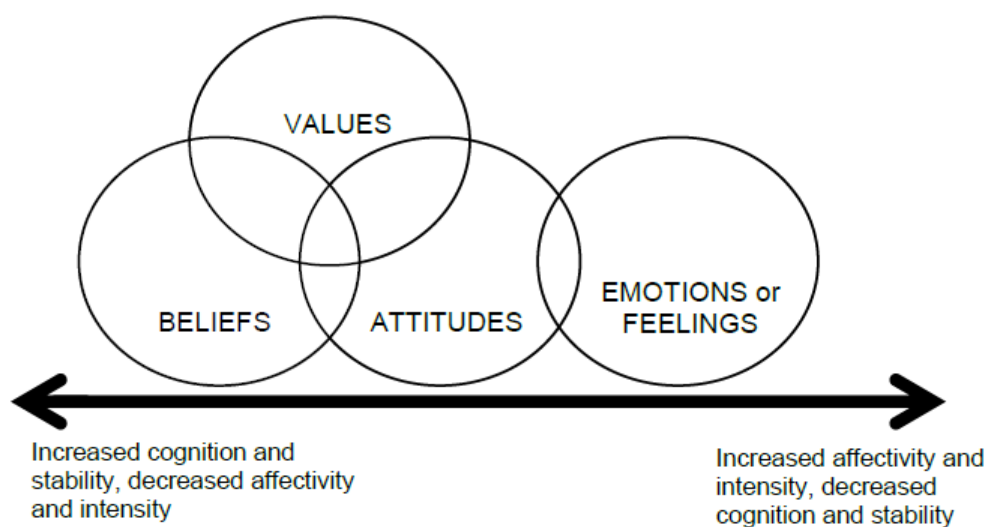 VALUES
BELIEFS
ATTITUDES
EMOTIONS or
FEELINGS
Increased cognition and
stability, decreased affectivity
and intensity
Increased affectivity and
intensity, decreased
cognition and stability